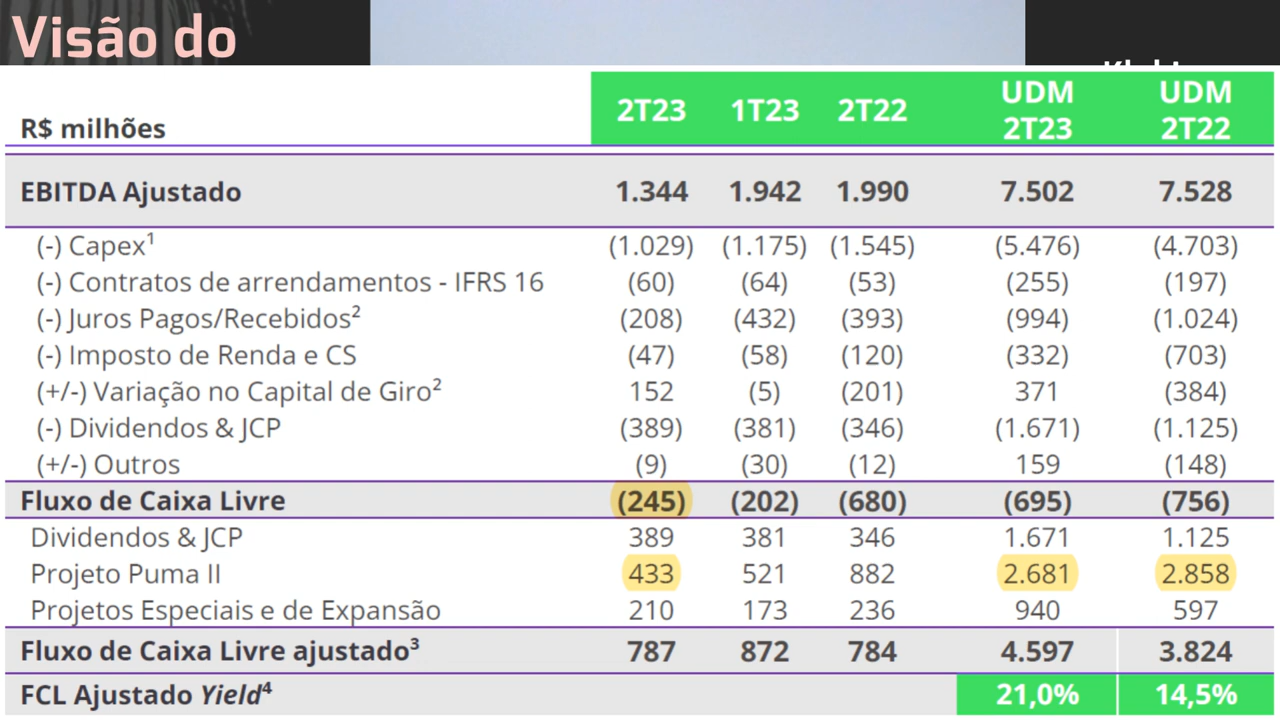 Visão do
R$ milhões 2T23 1T23 2T22 UDM 2T23 UDM 2T22
EBITDA Ajustado 1.344 1.942 1.990 7.502 7.528
(-) Capex¹ (1.029) (1.175) (1.545) (5.476) (4.703)
(-) Contratos de arrendamentos - IFRS 16 (60) (64) (53) (255) (197)
(-) Juros Pagos/Recebidos² (208) (432) (393) (994) (1.024)
(-) Imposto de Renda e CS (47) (58) (120) (332) (703)
(+/-) Variação no Capital de Giro² 152 (5) (201) 371 (384)
(-) Dividendos & JCP (389) (381) (346) (1.671) (1.125)
(+/-) Outros (9) (30) (12) 159 (148)
Fluxo de Caixa Livre (245) (202) (680) (695) (756)
Dividendos & JCP 389 381 346 1.671 1.125
Projeto Puma II 433 521 882 2.681 2.858
Projetos Especiais e de Expansão 210 173 236 940 597
Fluxo de Caixa Livre ajustado³ 787 872 784 4.597 3.824
FCL Ajustado Yield⁴ 21,0% 14,5%